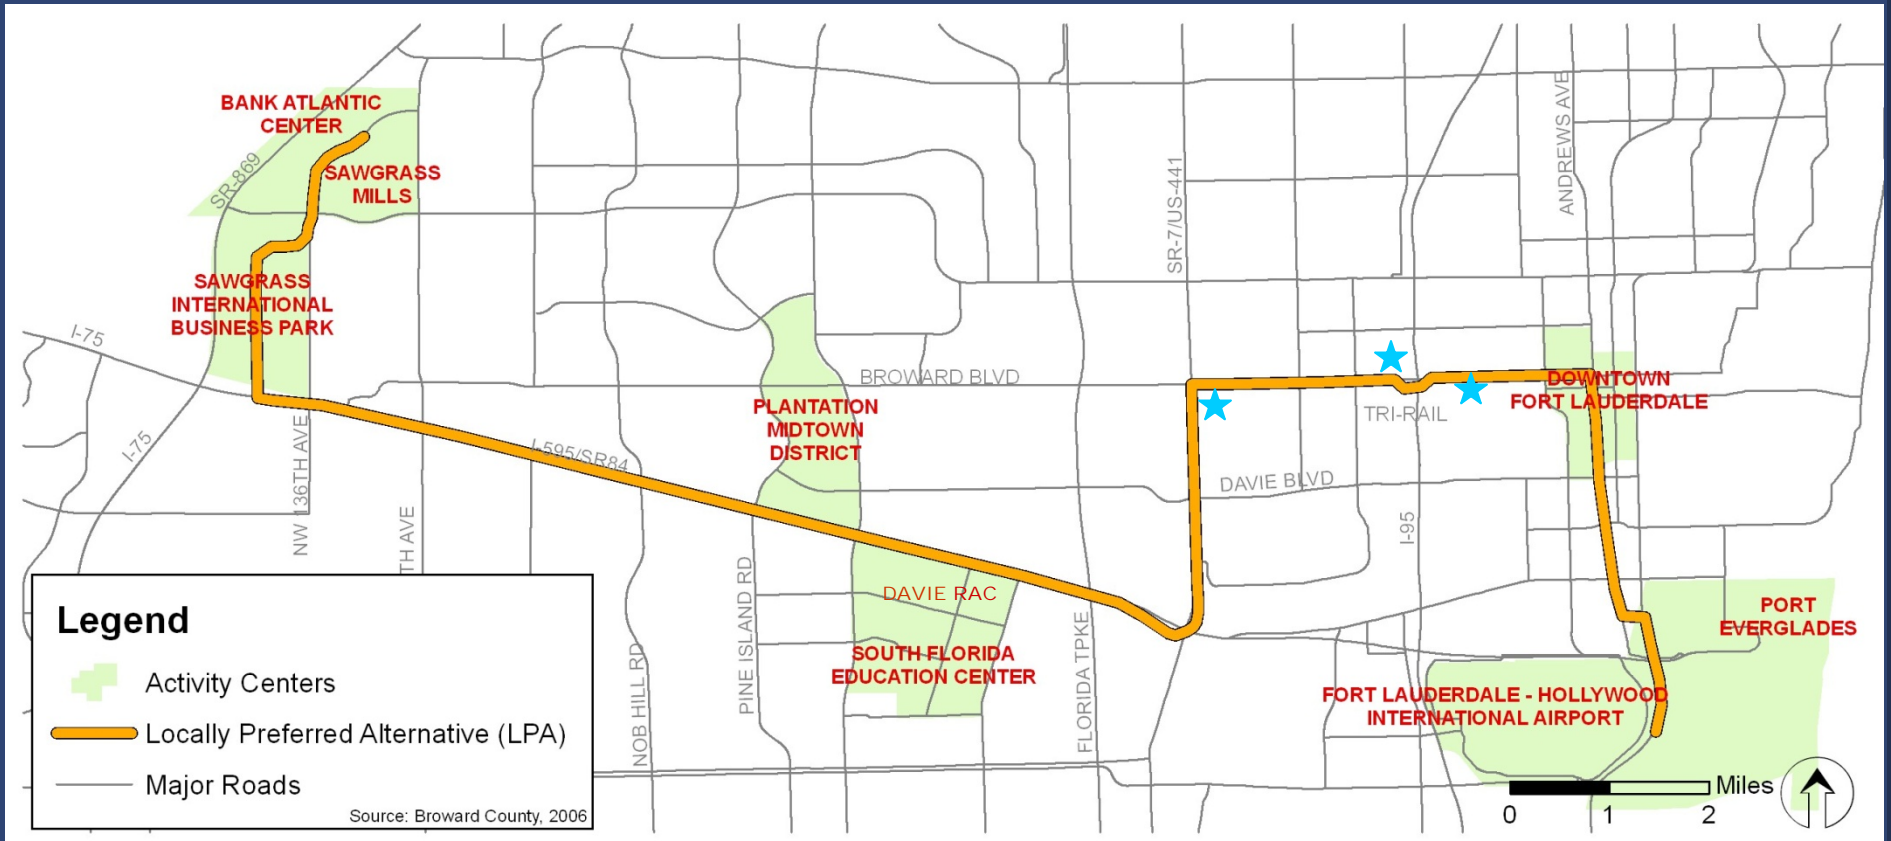 BANK ATLANTIC
CENTER
SR-869
SAWGRASS
MILLS
ANDREWS AVE
SR-7/US-441
SAWGRASS
INTERNATIONAL
BUSINESS PARK
I-75
BROWARD BLVD
DOWNTOWN
FORT LAUDERDALE
PLANTATION
MIDTOWN
DISTRICT
TRI-RAIL
I-75
NW 136TH AVE
I-595/SR84
DAVIE BLVD
TH AVE
I-95
PINE ISLAND RD
DAVIE RAC
FLORIDA TPKE
NOB HILL RD
SOUTH FLORIDA
EDUCATION CENTER
PORT
EVERGLADES
FORT LAUDERDALE - HOLLYWOOD
INTERNATIONAL AIRPORT
Legend
Activity Centers
Locally Preferred Alternative (LPA)
Major Roads
Source: Broward County, 2006
Miles
0 1 2